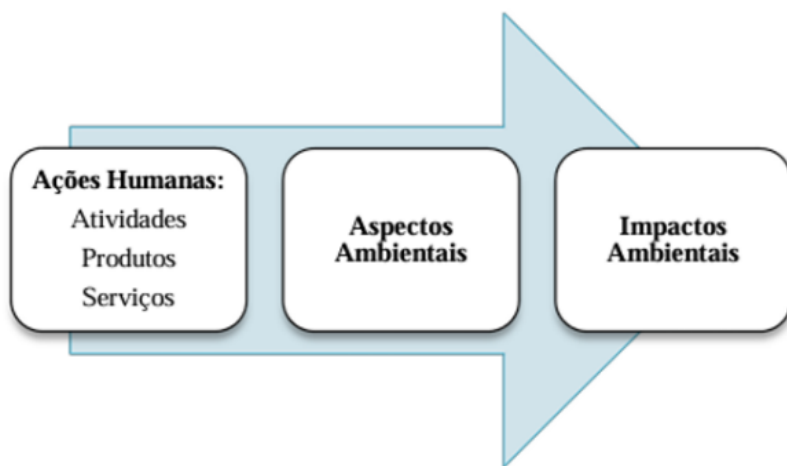 Ações Humanas:
Atividades
Produtos
Serviços
Aspectos
Ambientais
Impactos
Ambientais